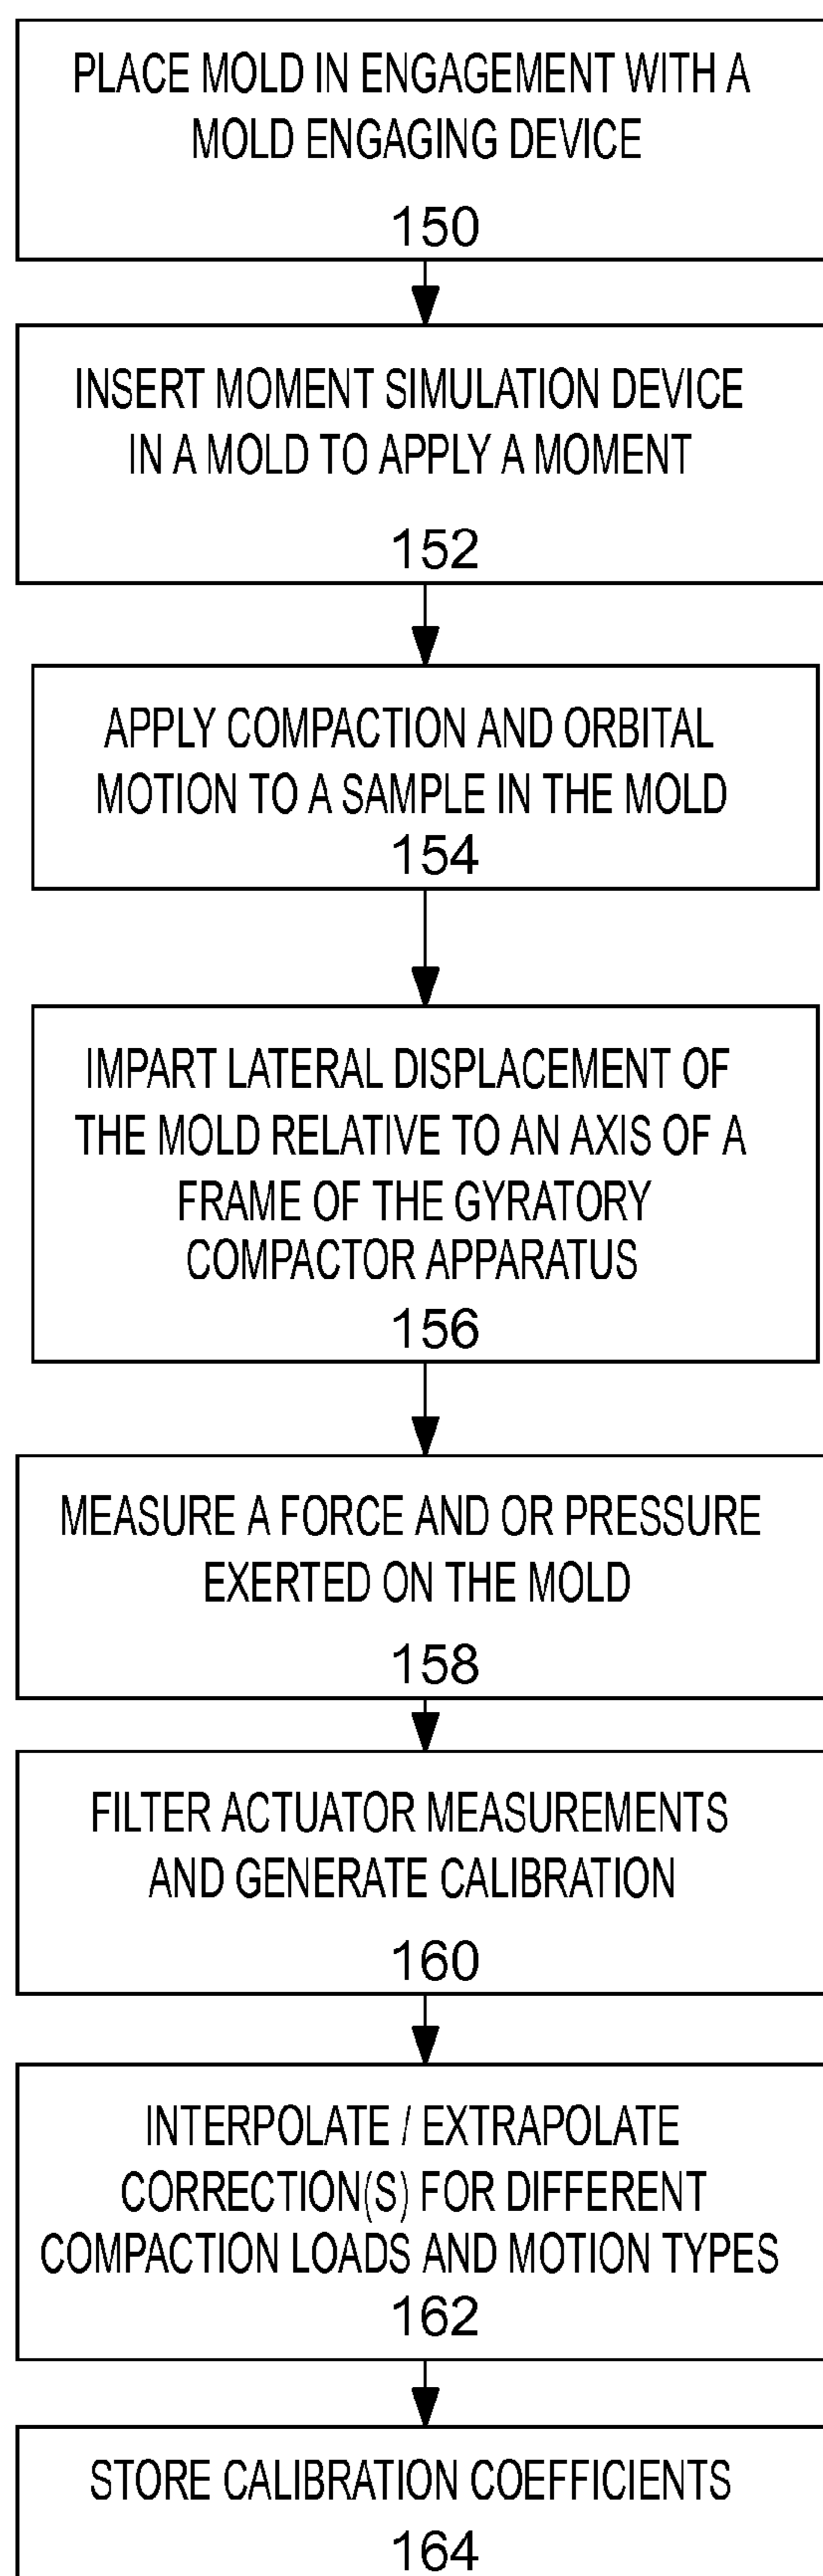 PLACE MOLD IN ENGAGEMENT WITH A
MOLD ENGAGING DEVICE
150
INSERT MOMENT SIMULATION DEVICE
IN A MOLD TO APPLY A MOMENT
152
APPLY COMPACTION AND ORBITAL
MOTION TO A SAMPLE IN THE MOLD
154
IMPART LATERAL DISPLACEMENT OF
THE MOLD RELATIVE TO AN AXIS OF A
FRAME OF THE GYRATORY
COMPACTOR APPARATUS
156
MEASURE A FORCE AND OR PRESSURE
EXERTED ON THE MOLD
158
FILTER ACTUATOR MEASUREMENTS
AND GENERATE CALIBRATION
160
INTERPOLATE / EXTRAPOLATE
CORRECTION(S) FOR DIFFERENT
COMPACTION LOADS AND MOTION TYPES
162
STORE CALIBRATION COEFFICIENTS
164